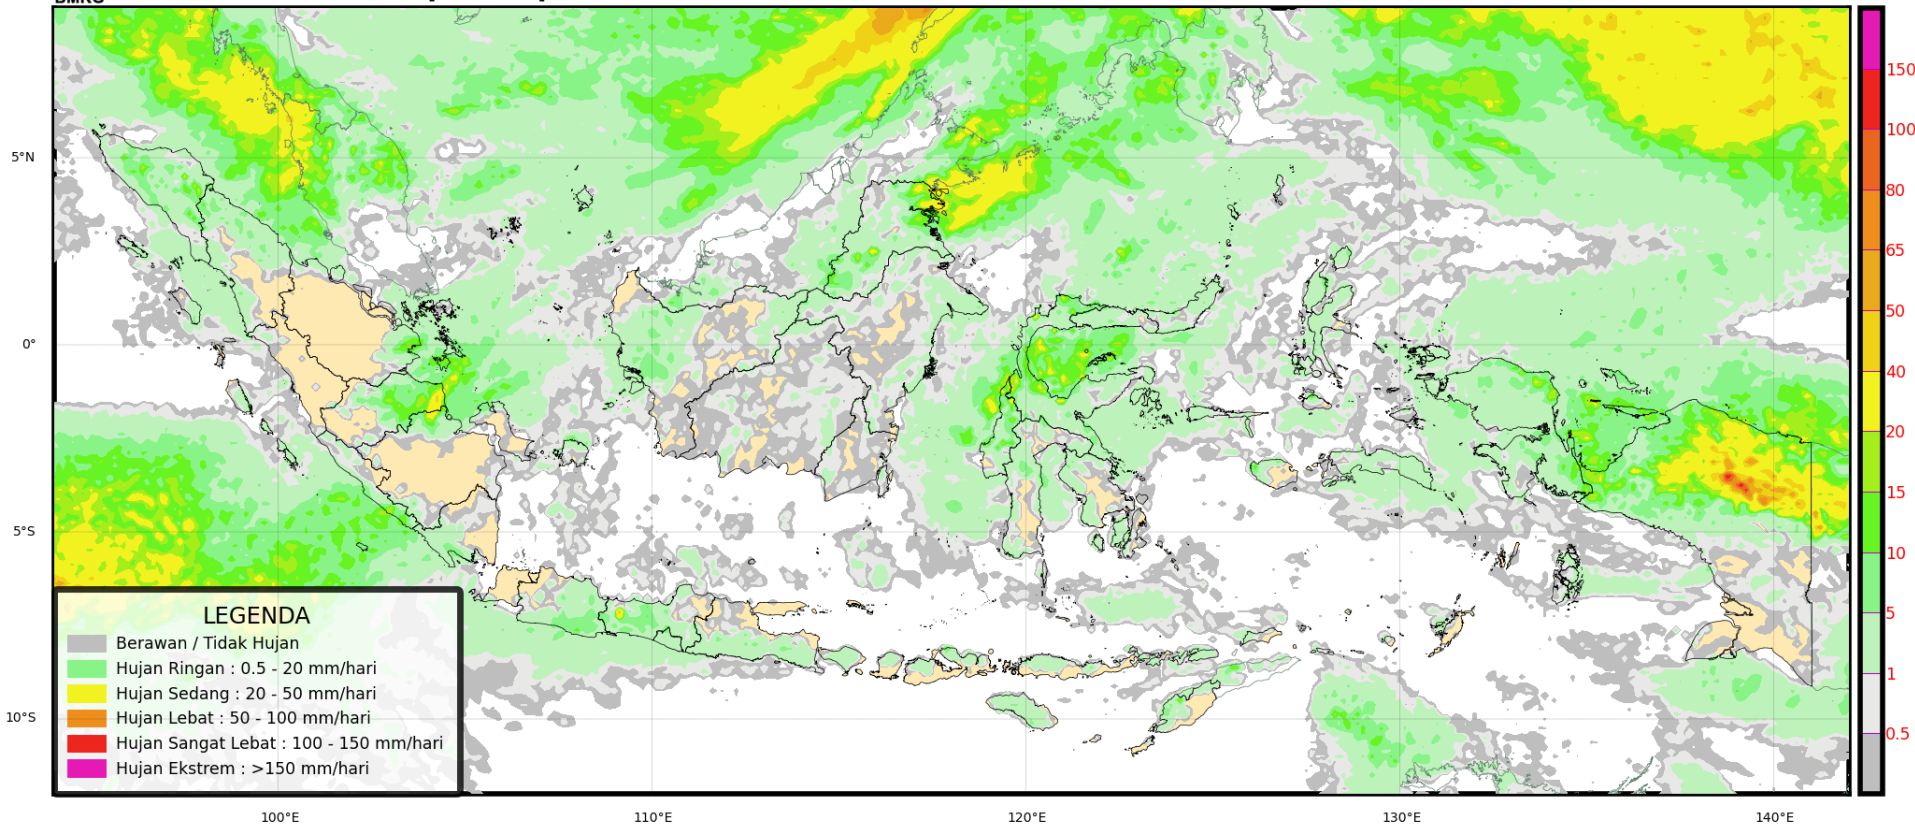 BMKG
5°N
0°
5°S
10°S
100°E
110°E
120°E
130°E
140°E
LEGENDA
Berawan / Tidak Hujan
Hujan Ringan : 0.5 - 20 mm/hari
Hujan Sedang : 20 - 50 mm/hari
Hujan Lebat : 50 - 100 mm/hari
Hujan Sangat Lebat : 100 - 150 mm/hari
Hujan Ekstrem : >150 mm/hari
150
100
80
65
50
40
20
15
10
5
1
0.5